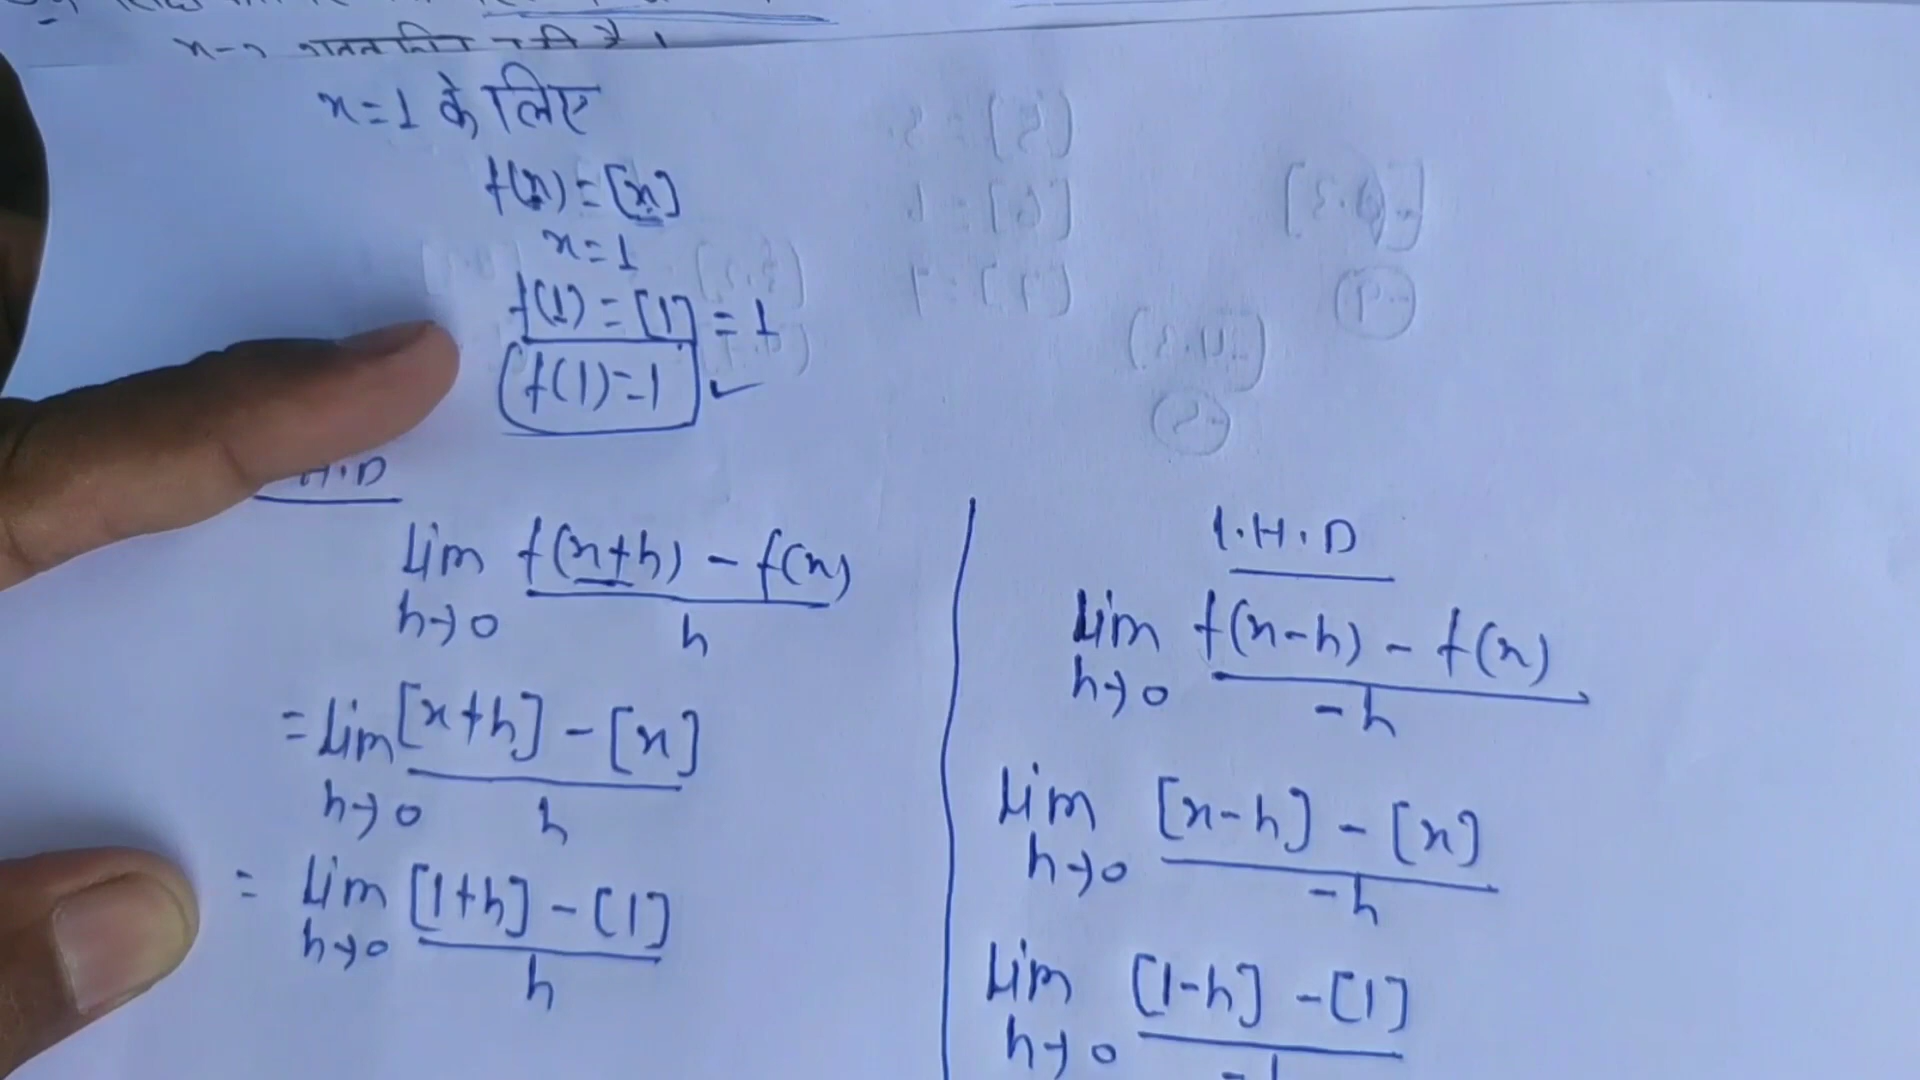 x=1 के लिए
f(x) = [x]
x=1
f(1) = [1] = 1
f(1)=1 ✓
H.D
lim f(x+h) - f(x)
h→0 h
= lim [x+h] - [x]
h→0 h
= lim [1+h] - [1]
h→0 h
L.H.D
lim f(x-h) - f(x)
h→0 -h
lim [x-h] - [x]
h→0 -h
lim [1-h] - [1]
h→0